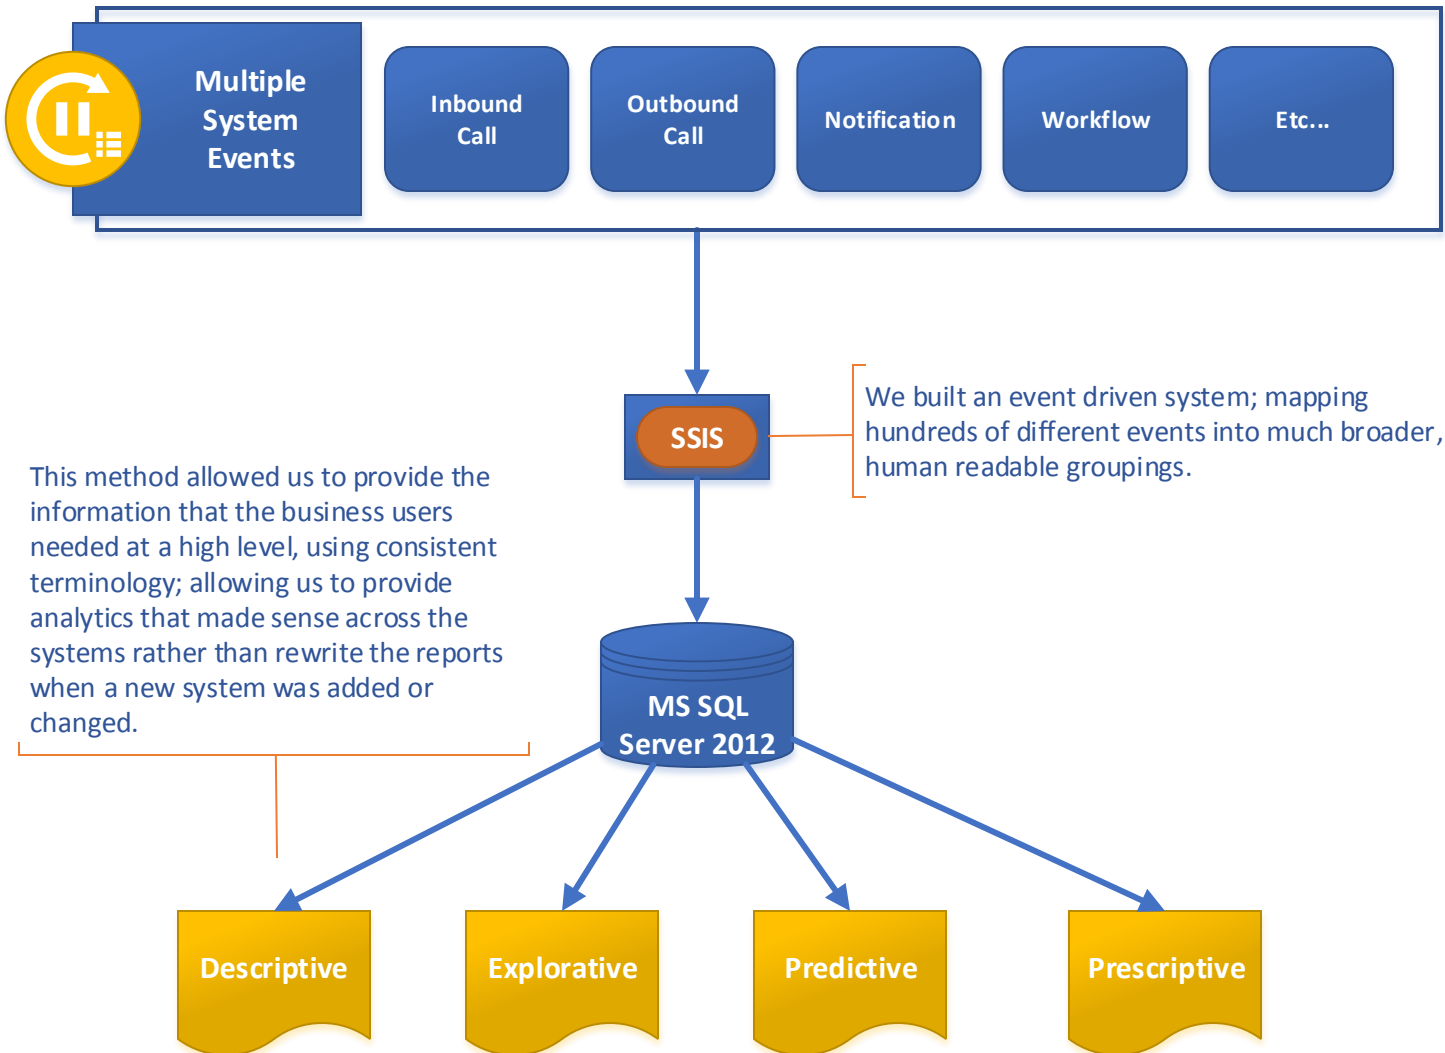 Multiple
System
Events
Inbound
Call
Outbound
Call
Notification
Workflow
Etc...
SSIS
We built an event driven system; mapping
hundreds of different events into much broader,
human readable groupings.
This method allowed us to provide the
information that the business users
needed at a high level, using consistent
terminology; allowing us to provide
analytics that made sense across the
systems rather than rewrite the reports
when a new system was added or
changed.
MS SQL
Server 2012
Descriptive
Explorative
Predictive
Prescriptive